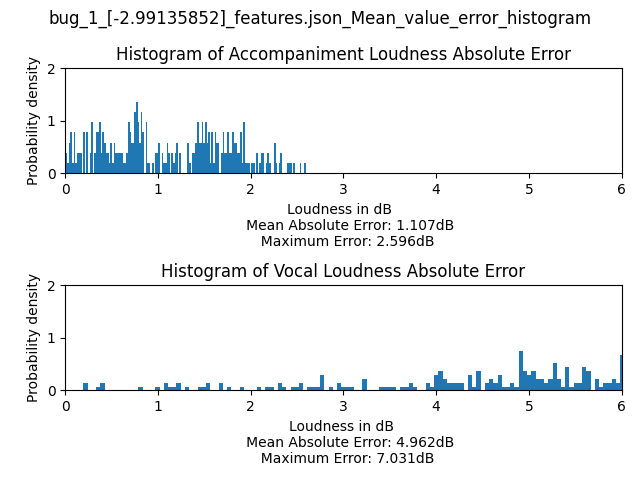 bug_1_[-2.99135852]_features.json_Mean_value_error_histogram
Histogram of Accompaniment Loudness Absolute Error
Probability density
2
1
0
0 1 2 3 4 5 6
Loudness in dB
Mean Absolute Error: 1.107dB
Maximum Error: 2.596dB
Histogram of Vocal Loudness Absolute Error
Probability density
2
1
0
0 1 2 3 4 5 6
Loudness in dB
Mean Absolute Error: 4.962dB
Maximum Error: 7.031dB